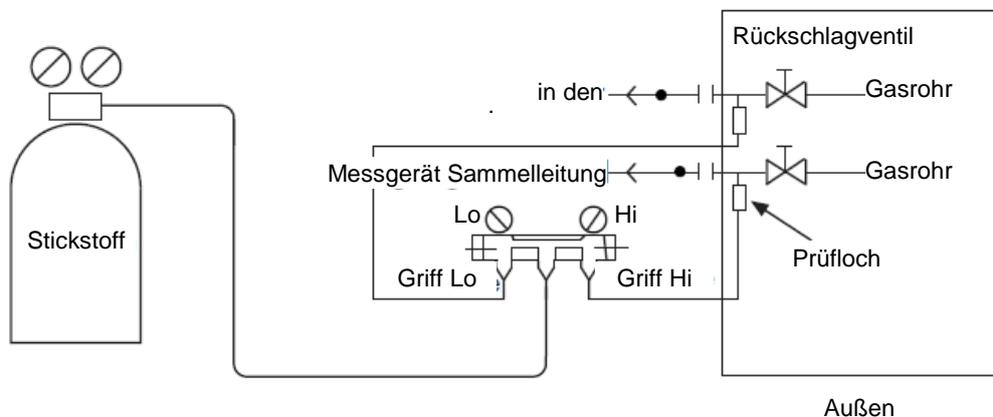 Rückschlagventil
in den
Gasrohr
Messgerät Sammelleitung
Gasrohr
Lo
Hi
Stickstoff
Prüfloch
Griff Lo
Griff Hi
Außen